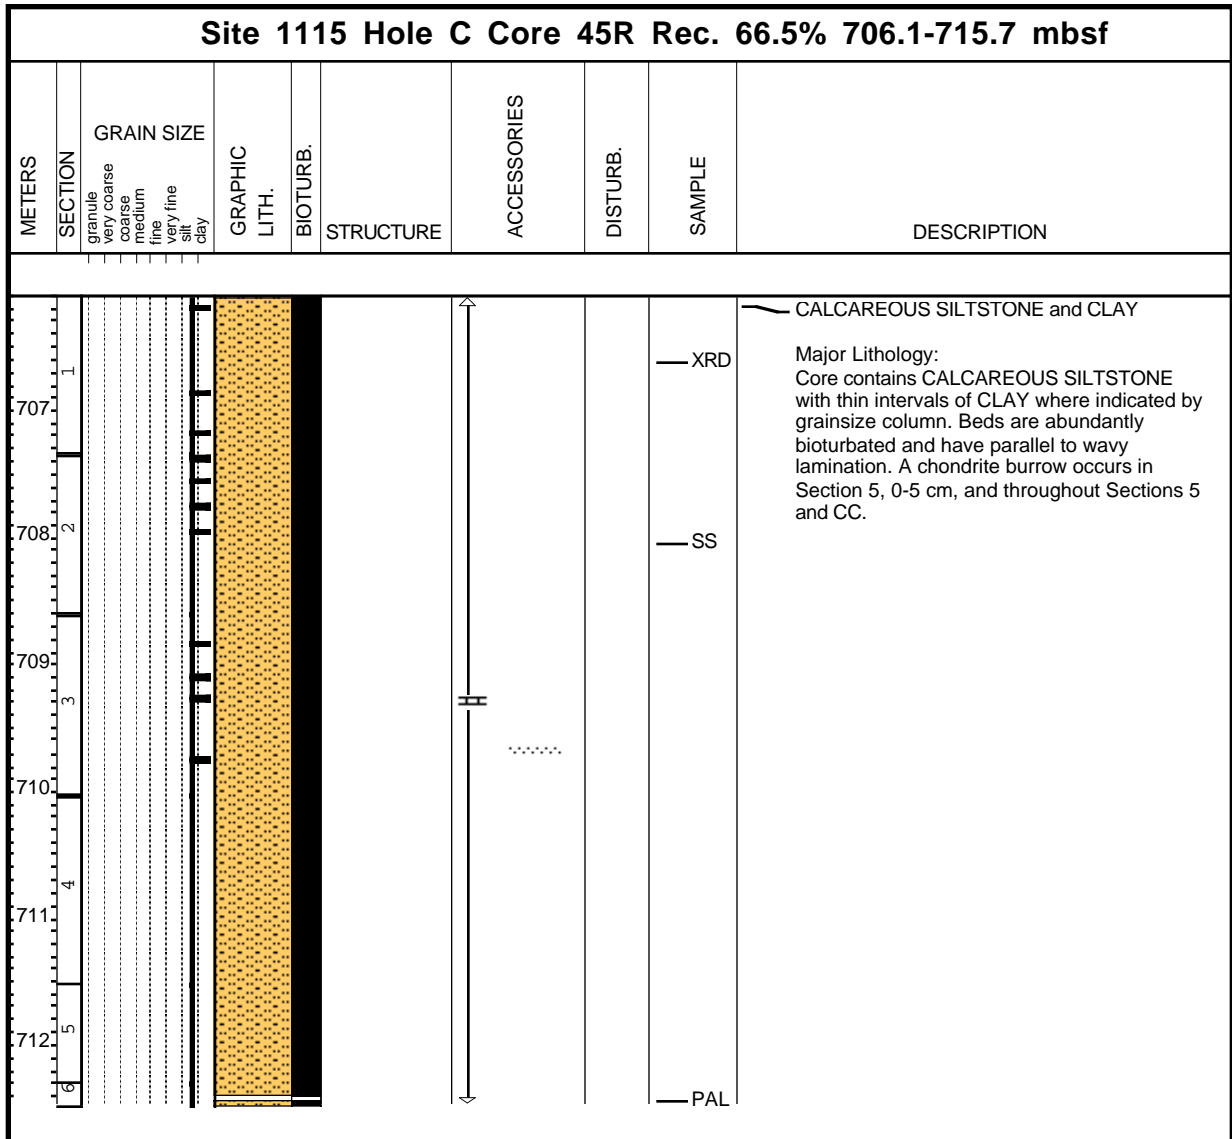 Site 1115 Hole C Core 45R Rec. 66.5% 706.1-715.7 mbsf
METERS
SECTION
GRAIN SIZE
granule
very coarse
coarse
medium
fine
very fine
silt
clay
GRAPHIC
LITH.
BIOTURB.
STRUCTURE
ACCESSORIES
DISTURB.
SAMPLE
DESCRIPTION
CALCAREOUS SILTSTONE and CLAY
Major Lithology:
Core contains CALCAREOUS SILTSTONE
with thin intervals of CLAY where indicated by
grainsize column. Beds are abundantly
bioturbated and have parallel to wavy
lamination. A chondrite burrow occurs in
Section 5, 0-5 cm, and throughout Sections 5
and CC.
XRD
SS
PAL
707
708
709
710
711
712
1
2
3
4
5
6